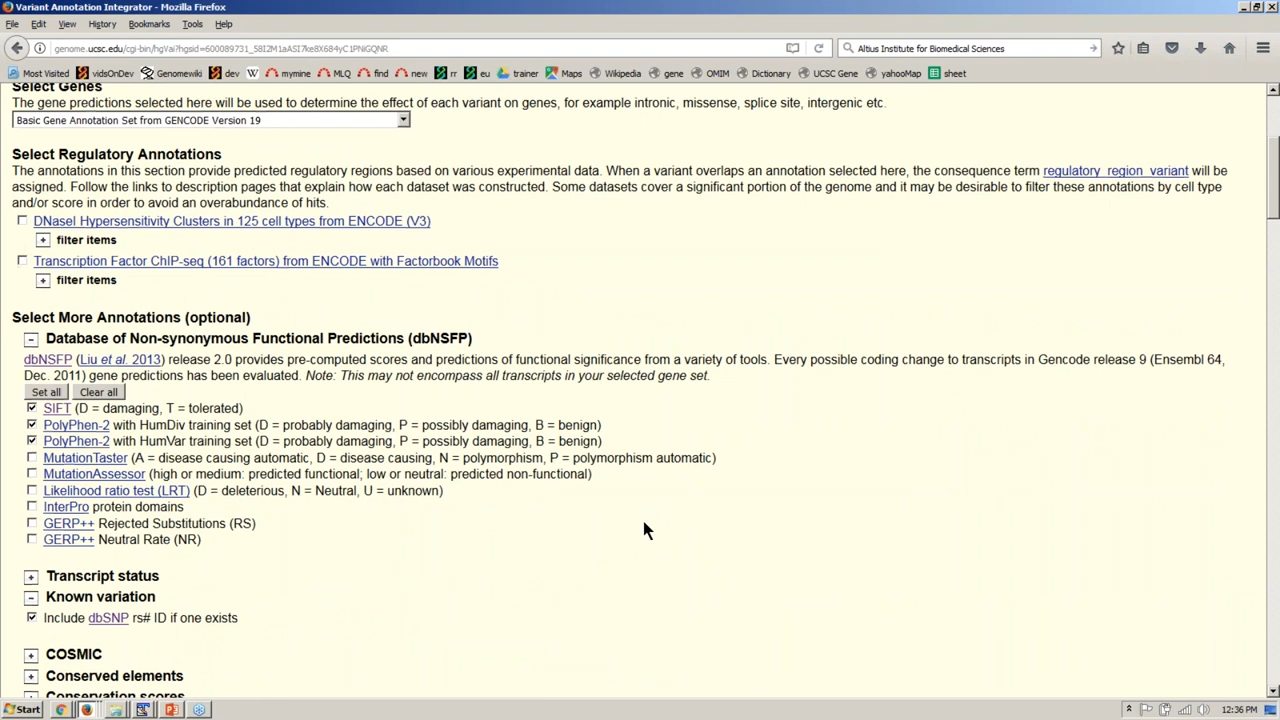 Variant Annotation Integrator - Mozilla Firefox
File Edit View History Bookmarks Tools Help
genome.ucsc.edu/cgi-bin/hgVai?hgsid=600089731_58I2M1aASI7ke8X684yC1PNiGQNR
Altius Institute for Biomedical Sciences
Most Visited vidsOnDev Genomewiki dev W mymine MLQ find new rr eu trainer Maps Wikipedia gene OMIM Dictionary UCSC Gene yahooMap sheet
Select Genes
The gene predictions selected here will be used to determine the effect of each variant on genes, for example intronic, missense, splice site, intergenic etc.
Basic Gene Annotation Set from GENCODE Version 19
Select Regulatory Annotations
The annotations in this section provide predicted regulatory regions based on various experimental data. When a variant overlaps an annotation selected here, the consequence term regulatory_region_variant will be
assigned. Follow the links to description pages that explain how each dataset was constructed. Some datasets cover a significant portion of the genome and it may be desirable to filter these annotations by cell type
and/or score in order to avoid an overabundance of hits.
DNaseI Hypersensitivity Clusters in 125 cell types from ENCODE (V3)
+ filter items
Transcription Factor ChIP-seq (161 factors) from ENCODE with Factorbook Motifs
+ filter items
Select More Annotations (optional)
- Database of Non-synonymous Functional Predictions (dbNSFP)
dbNSFP (Liu et al. 2013) release 2.0 provides pre-computed scores and predictions of functional significance from a variety of tools. Every possible coding change to transcripts in Gencode release 9 (Ensembl 64,
Dec. 2011) gene predictions has been evaluated. Note: This may not encompass all transcripts in your selected gene set.
Set all Clear all
SIFT (D = damaging, T = tolerated)
PolyPhen-2 with HumDiv training set (D = probably damaging, P = possibly damaging, B = benign)
PolyPhen-2 with HumVar training set (D = probably damaging, P = possibly damaging, B = benign)
MutationTaster (A = disease causing automatic, D = disease causing, N = polymorphism, P = polymorphism automatic)
MutationAssessor (high or medium: predicted functional; low or neutral: predicted non-functional)
Likelihood ratio test (LRT) (D = deleterious, N = Neutral, U = unknown)
InterPro protein domains
GERP++ Rejected Substitutions (RS)
GERP++ Neutral Rate (NR)
+ Transcript status
- Known variation
Include dbSNP rs# ID if one exists
+ COSMIC
+ Conserved elements
Conservation scores
Start 12:36 PM